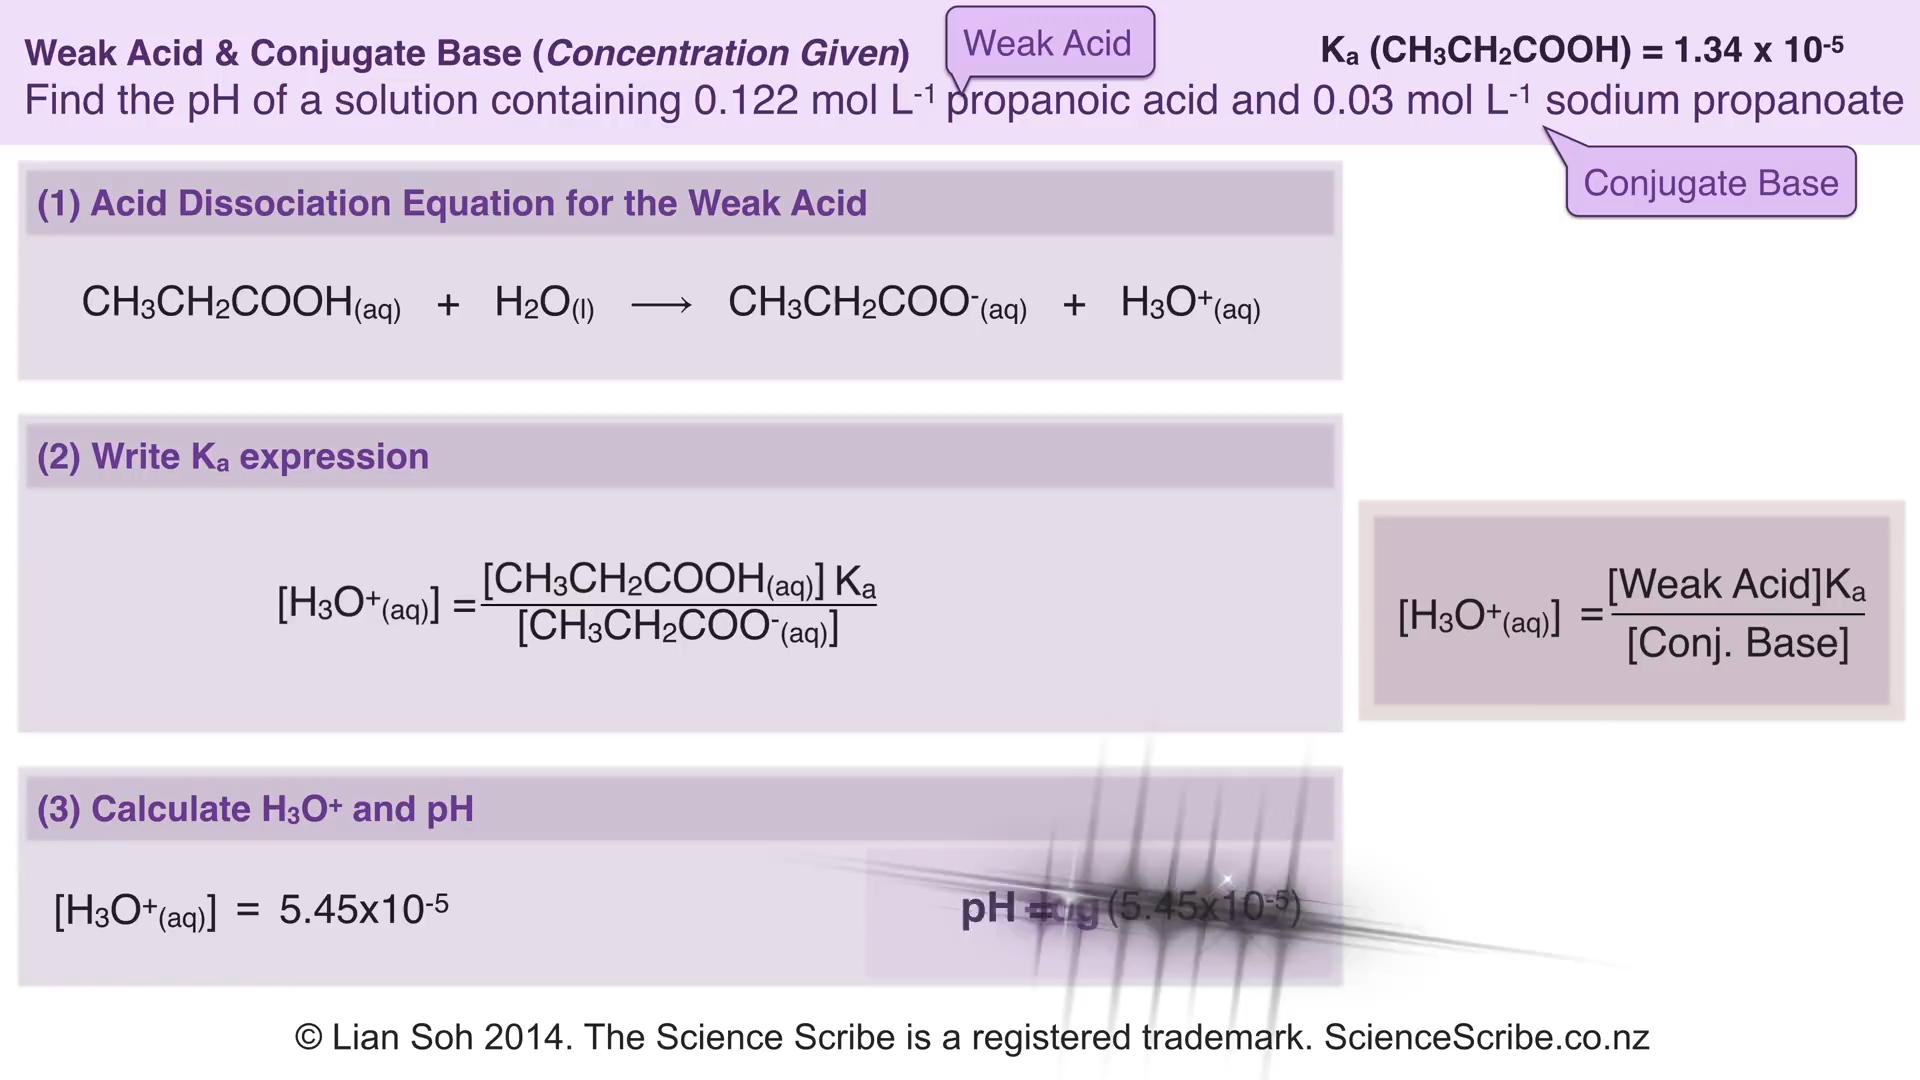 Weak Acid & Conjugate Base (Concentration Given)
Weak Acid
Kₐ (CH₃CH₂COOH) = 1.34 x 10⁻⁵
Find the pH of a solution containing 0.122 mol L⁻¹ propanoic acid and 0.03 mol L⁻¹ sodium propanoate
Conjugate Base
(1) Acid Dissociation Equation for the Weak Acid
CH₃CH₂COOH(aq) + H₂O(l) ⟶ CH₃CH₂COO⁻(aq) + H₃O⁺(aq)
(2) Write Kₐ expression
[H₃O⁺(aq)] = [CH₃CH₂COOH(aq)] Kₐ
[CH₃CH₂COO⁻(aq)]
[H₃O⁺(aq)] = [Weak Acid]Kₐ
[Conj. Base]
(3) Calculate H₃O⁺ and pH
[H₃O⁺(aq)] = 5.45x10⁻⁵
pH (5.45x10⁻⁵)
© Lian Soh 2014. The Science Scribe is a registered trademark. ScienceScribe.co.nz